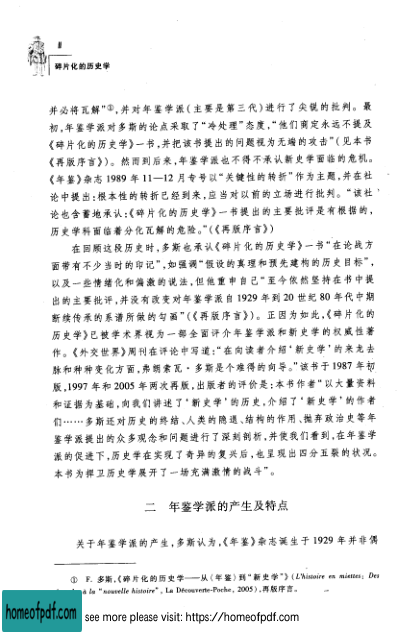 Ⅱ
碎片化的历史学
并必将瓦解”①,并对年鉴学派(主要是第三代)进行了尖锐的批判。最
初,年鉴学派对多斯的论点采取了“冷处理”态度,“他们商定永远不提及
《碎片化的历史学》一书,并把该书提出的问题视为无端的攻击”(见本书
《再版序言》)。然而到后来,年鉴学派也不得不承认新史学面临的危机。
《年鉴》杂志 1989 年 11—12 月专号以“关键性的转折”作为主题,并在社
论中提出:根本性的转折已经到来,应当对以前的立场进行批判。“该社
论也含蓄地承认:《碎片化的历史学》一书提出的主要批评是有根据的,
历史学科面临着分化瓦解的危险。”(《再版序言》)
在回顾这段历史时,多斯也承认《碎片化的历史学》一书“在论战方
面带有不少当时的印记”,如强调“假设的真理和预先建构的历史目标”,
以及一些情绪化和偏激的说法,但他重申自己“至今依然坚持在书中提
出的主要批评,并没有改变对年鉴学派自 1929 年到 20 世纪 80 年代中期
断续传承的系谱所做的勾画”(《再版序言》)。正因为如此,《碎片化的
历史学》已被学术界视为一部全面评介年鉴学派和新史学的权威性著
作。《外交世界》周刊在评论中写道:“在向读者介绍‘新史学’的来龙去
脉和种种变化方面,弗朗索瓦·多斯是个难得的向导。”该书于 1987 年初
版,1997 年和 2005 年两次再版,出版者的评价是:本书作者“以大量资料
和证据为基础,向我们讲述了‘新史学’的历史,介绍了‘新史学’的作者
们……多斯还对历史的终结、人类的隐退、结构的作用、抛弃政治史等年
鉴学派提出的众多观念和问题进行了深刻剖析,并使我们看到,在年鉴学
派的促进下,历史学在实现了奇异的复兴后,也呈现出四分五裂的状况。
本书为捍卫历史学展开了一场充满激情的战斗”。
二 年鉴学派的产生及特点
关于年鉴学派的产生,多斯认为,《年鉴》杂志诞生于 1929 年并非偶
① F. 多斯,《碎片化的历史学——从〈年鉴〉到“新史学”》(L'histoire en miettes: Des
à la "nouvelle histoire", La Découverte-Poche, 2005),再版序言。
homeofpdf.com
see more please visit: https://homeofpdf.com